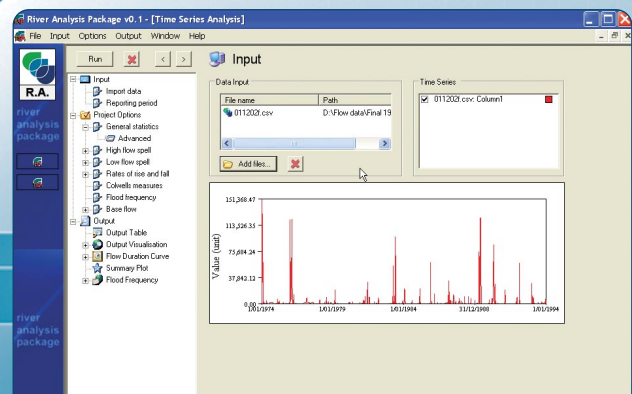 River Analysis Package v0.1 - [Time Series Analysis]
File Input Options Output Window Help
R.A.
river
analysis
package
river
analysis
package
Run
Input
Import data
Reporting period
Project Options
General statistics
Advanced
High flow spell
Low flow spell
Rates of rise and fall
Colwells measures
Flood frequency
Base flow
Output
Output Table
Output Visualisation
Flow Duration Curve
Summary Plot
Flood Frequency
Input
Data Input
File name Path
011202f.csv D:\Flow data\Final 19
Add files...
Time Series
011202f.csv: Column1
Value (unit)
151,368.47
113,526.35
75,684.24
37,842.12
0.00
1/01/1974 1/01/1979 1/01/1984 31/12/1988 1/01/1994